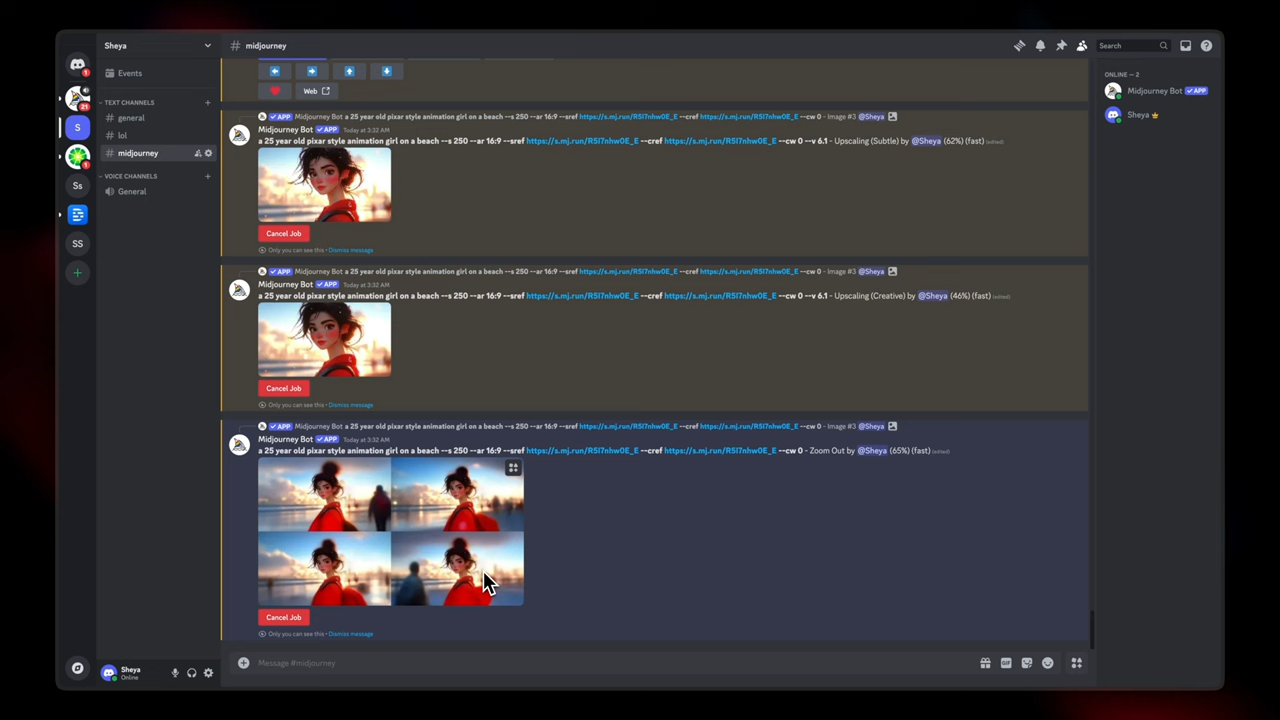 Sheya
# midjourney
Search
1
21
S
1
Ss
SS
Events
TEXT CHANNELS
general
lol
midjourney
VOICE CHANNELS
General
Web
APP Midjourney Bot a 25 year old pixar style animation girl on a beach --s 250 --ar 16:9 --sref https://s.mj.run/R5I7nhw0E_E --cref https://s.mj.run/R5I7nhw0E_E --cw 0 - Image #3 @Sheya
Midjourney Bot APP Today at 3:32 AM
a 25 year old pixar style animation girl on a beach --s 250 --ar 16:9 --sref https://s.mj.run/R5I7nhw0E_E --cref https://s.mj.run/R5I7nhw0E_E --cw 0 --v 6.1 - Upscaling (Subtle) by @Sheya (62%) (fast) (edited)
Cancel Job
Only you can see this • Dismiss message
APP Midjourney Bot a 25 year old pixar style animation girl on a beach --s 250 --ar 16:9 --sref https://s.mj.run/R5I7nhw0E_E --cref https://s.mj.run/R5I7nhw0E_E --cw 0 - Image #3 @Sheya
Midjourney Bot APP Today at 3:32 AM
a 25 year old pixar style animation girl on a beach --s 250 --ar 16:9 --sref https://s.mj.run/R5I7nhw0E_E --cref https://s.mj.run/R5I7nhw0E_E --cw 0 --v 6.1 - Upscaling (Creative) by @Sheya (46%) (fast) (edited)
Cancel Job
Only you can see this • Dismiss message
APP Midjourney Bot a 25 year old pixar style animation girl on a beach --s 250 --ar 16:9 --sref https://s.mj.run/R5I7nhw0E_E --cref https://s.mj.run/R5I7nhw0E_E --cw 0 - Image #3 @Sheya
Midjourney Bot APP Today at 3:32 AM
a 25 year old pixar style animation girl on a beach --s 250 --ar 16:9 --sref https://s.mj.run/R5I7nhw0E_E --cref https://s.mj.run/R5I7nhw0E_E --cw 0 - Zoom Out by @Sheya (65%) (fast) (edited)
Cancel Job
Only you can see this • Dismiss message
Message #midjourney
GIF
Sheya
Online
ONLINE — 2
Midjourney Bot APP
Sheya